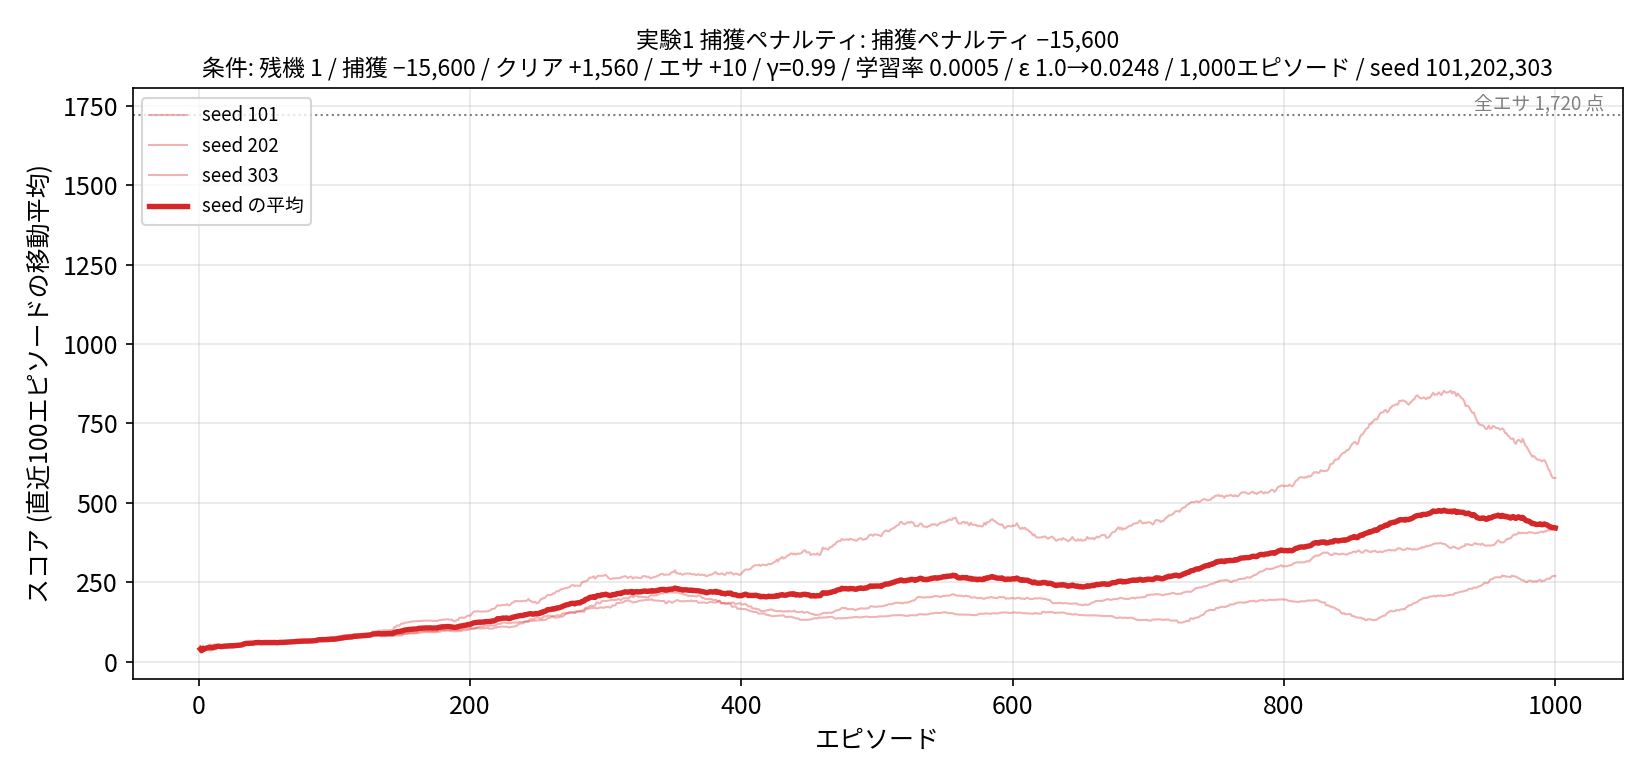 実験1 捕獲ペナルティ: 捕獲ペナルティ −15,600
条件: 残機 1 / 捕獲 −15,600 / クリア +1,560 / エサ +10 / γ=0.99 / 学習率 0.0005 / ε 1.0→0.0248 / 1,000エピソード / seed 101,202,303
全エサ 1,720 点
seed 101
seed 202
seed 303
seed の平均
スコア (直近100エピソードの移動平均)
1750
1500
1250
1000
750
500
250
0
0
200
400
600
800
1000
エピソード